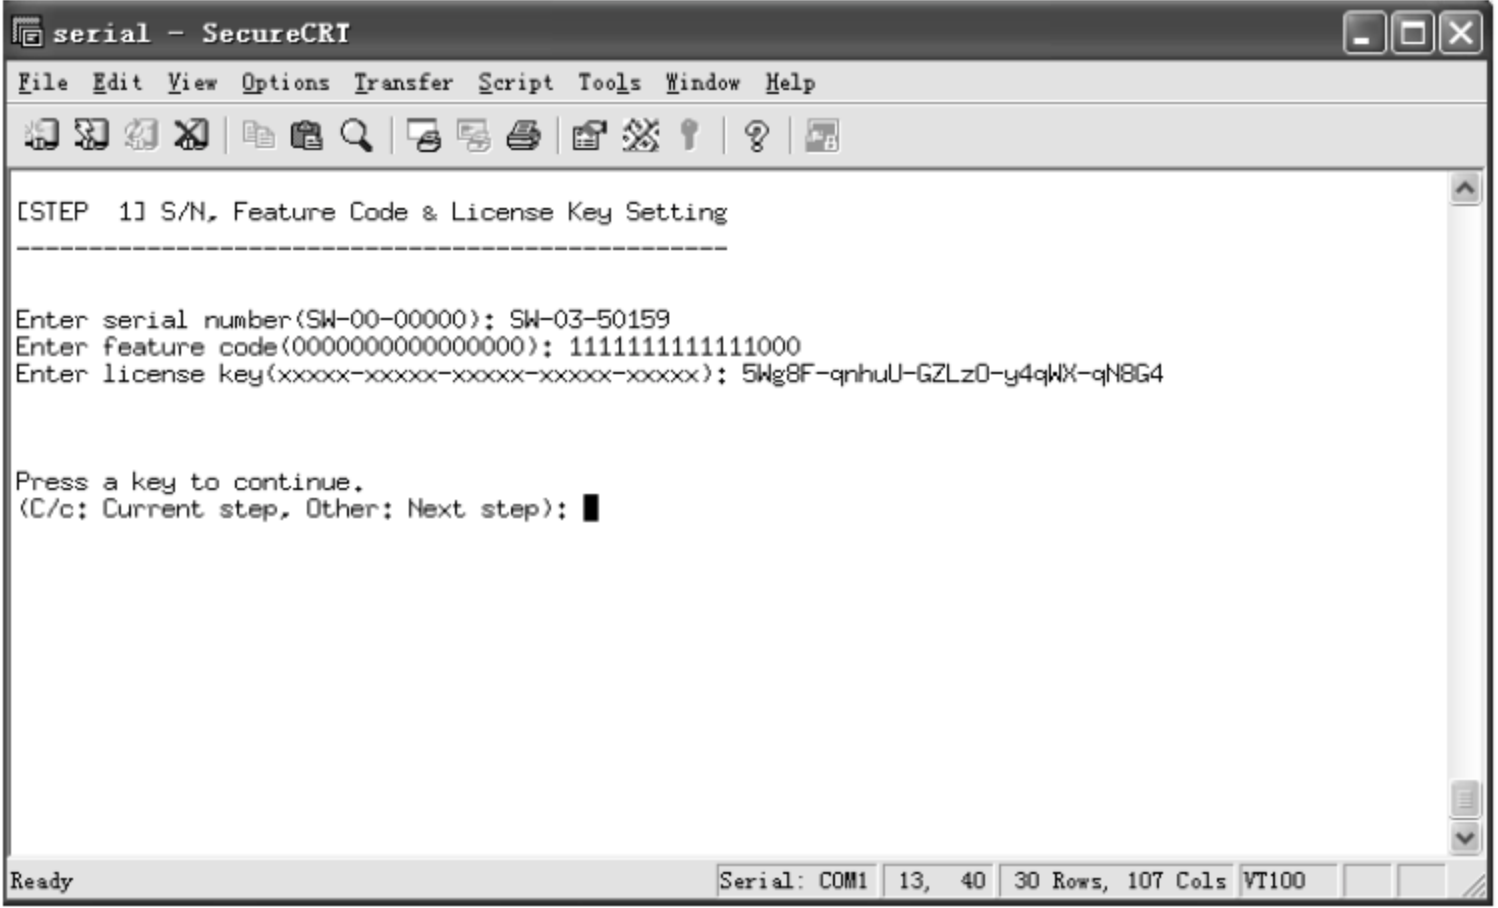 serial - SecureCRT
File Edit View Options Transfer Script Tools Window Help
[STEP  1] S/N, Feature Code & License Key Setting
-------------------------------------------------
Enter serial number(SW-00-00000): SW-03-50159
Enter feature code(0000000000000000): 1111111111111000
Enter license key(xxxxx-xxxxx-xxxxx-xxxxx-xxxxx): 5Wg8F-qnhuU-GZLzO-y4qWX-qN8G4
Press a key to continue.
(C/c: Current step, Other: Next step):
Ready Serial: COM1 13, 40 30 Rows, 107 Cols VT100